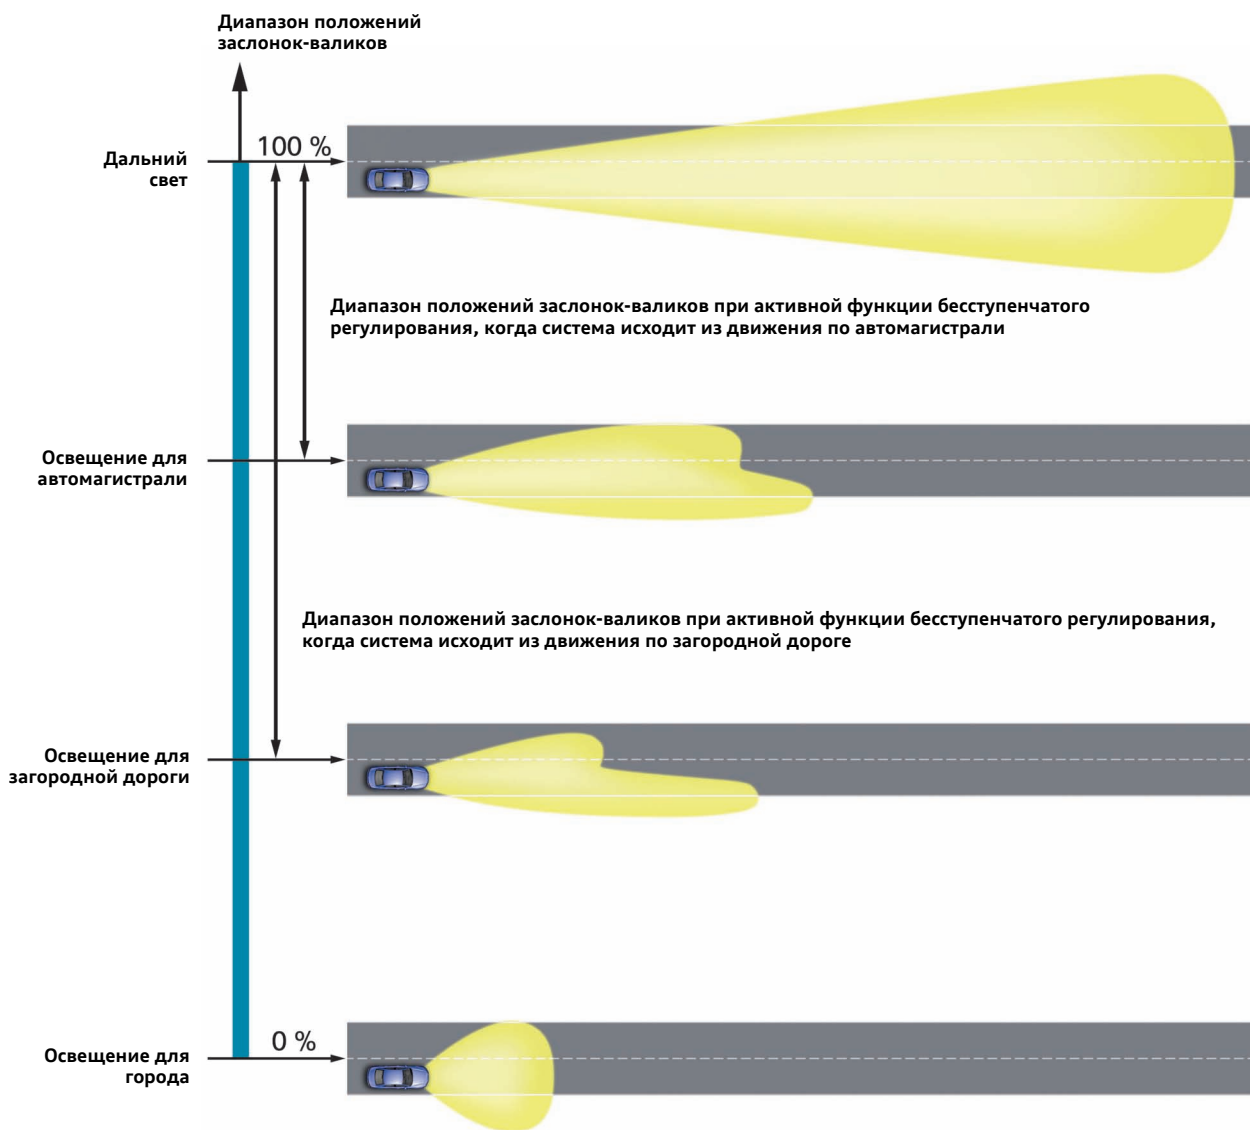 Диапазон положений
заслонок-валиков
100 %
Дальний
свет
Диапазон положений заслонок-валиков при активной функции бесступенчатого
регулирования, когда система исходит из движения по автомагистрали
Освещение для
автомагистрали
Диапазон положений заслонок-валиков при активной функции бесступенчатого регулирования,
когда система исходит из движения по загородной дороге
Освещение для
загородной дороги
0 %
Освещение для
города